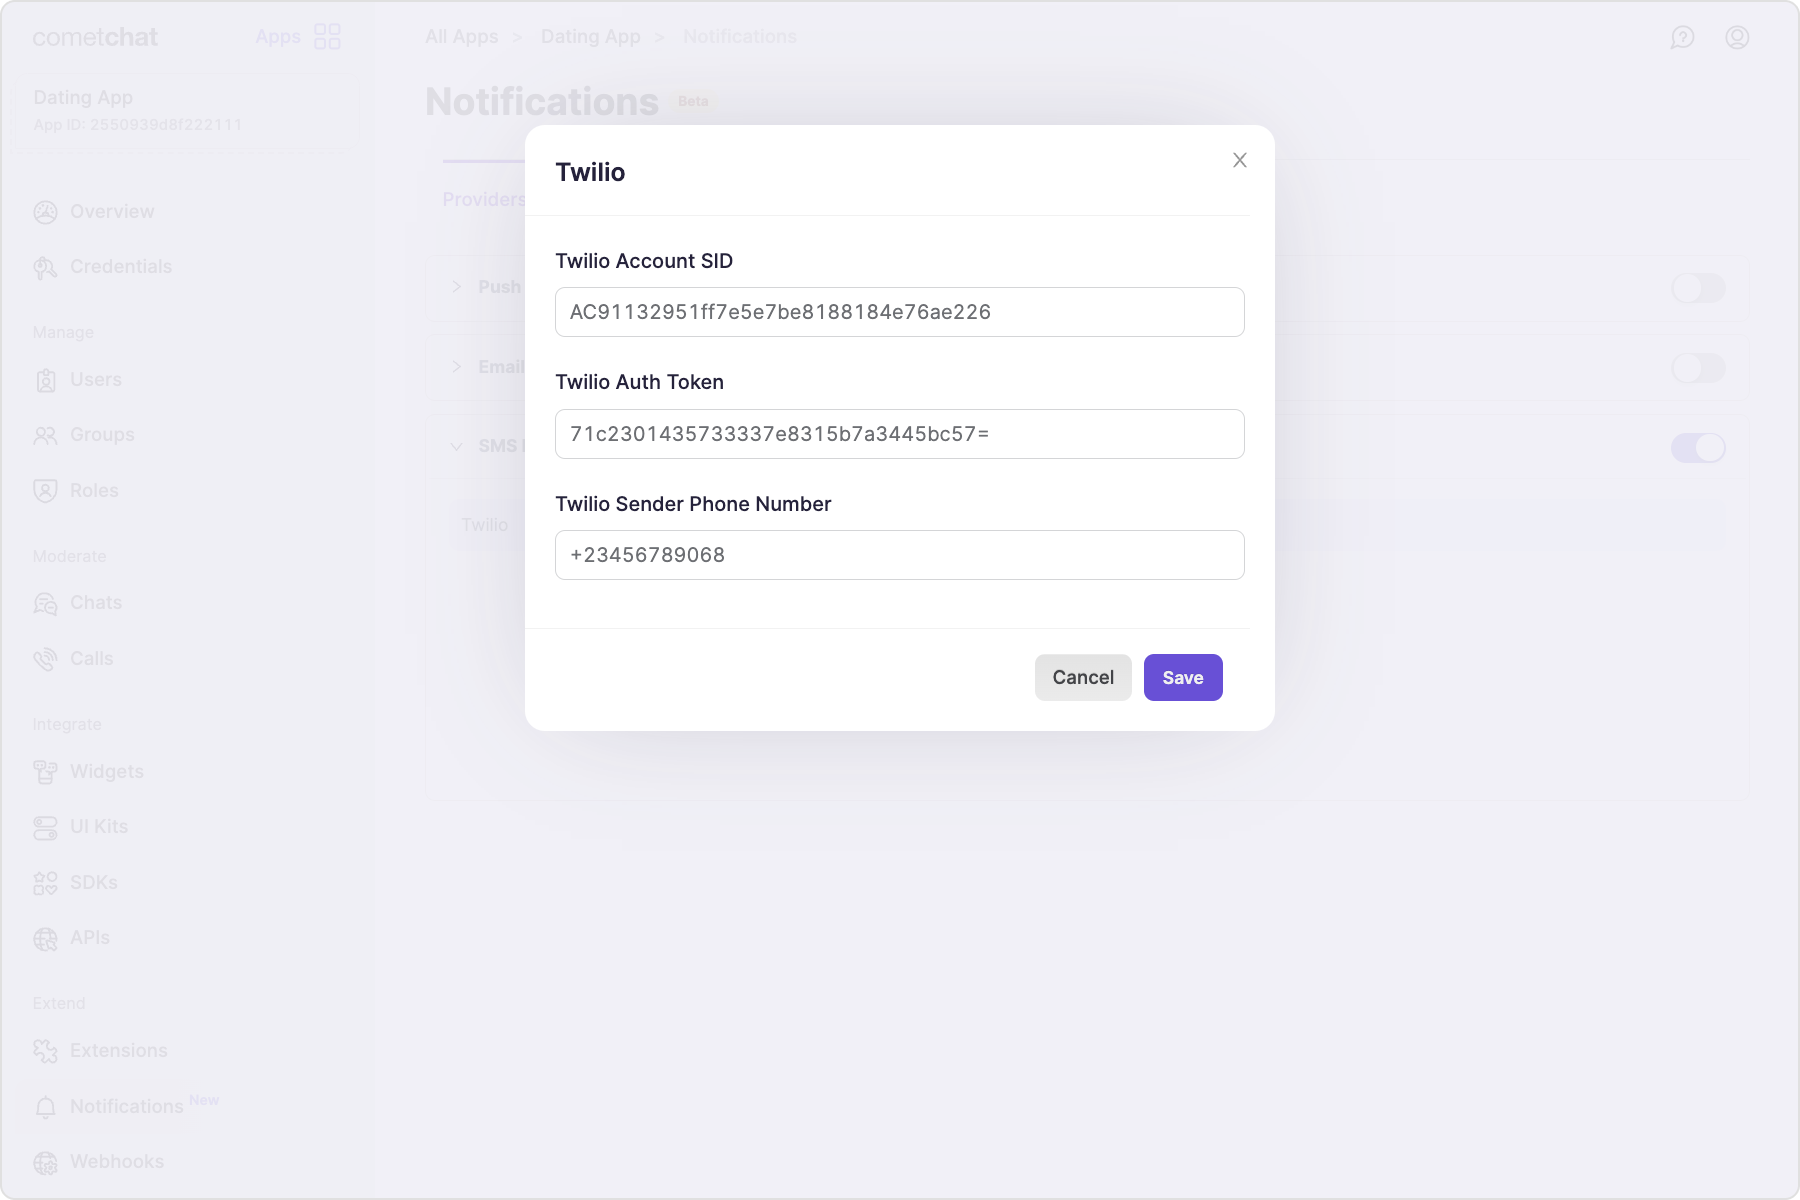 cometchat
Apps
All Apps > Dating App > Notifications
Dating App
App ID: 2550939d8f222111
Notifications Beta
Overview
Credentials
Manage
Users
Groups
Roles
Moderate
Chats
Calls
Integrate
Widgets
UI Kits
SDKs
APIs
Extend
Extensions
Notifications New
Webhooks
Providers
Push
Email
SMS
Twilio
Twilio
Twilio Account SID
AC91132951ff7e5e7be8188184e76ae226
Twilio Auth Token
71c2301435733337e8315b7a3445bc57=
Twilio Sender Phone Number
+23456789068
Cancel
Save